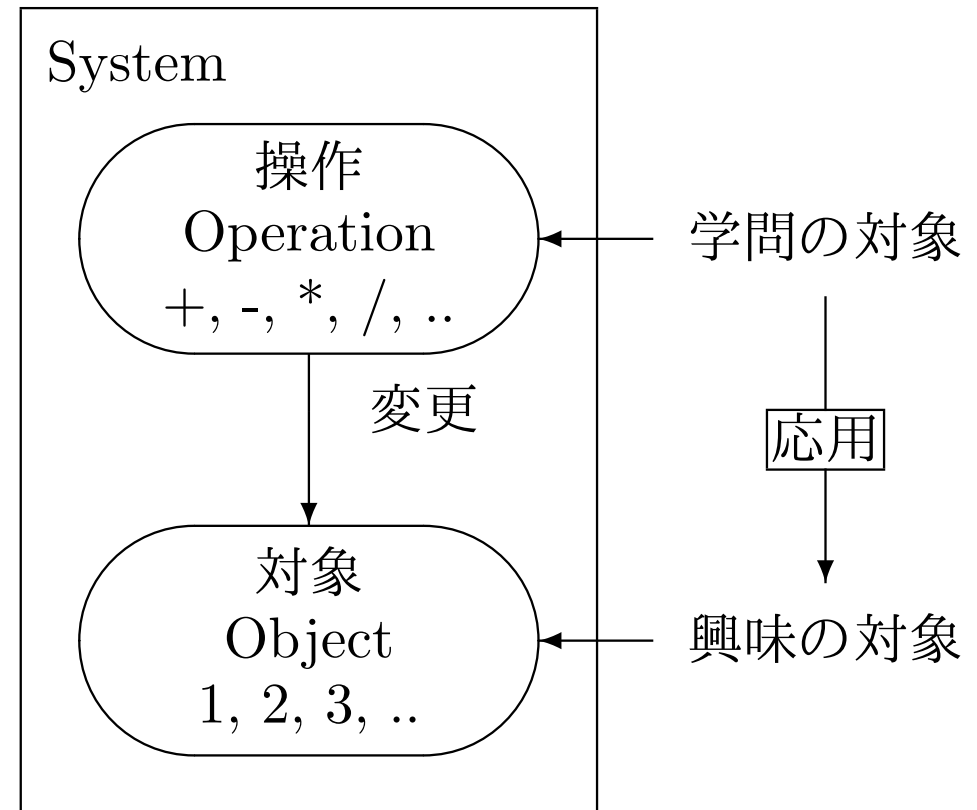 System
操作
Operation
+, -, *, /, ..
学問の対象
変更
応用
対象
Object
1, 2, 3, ..
興味の対象